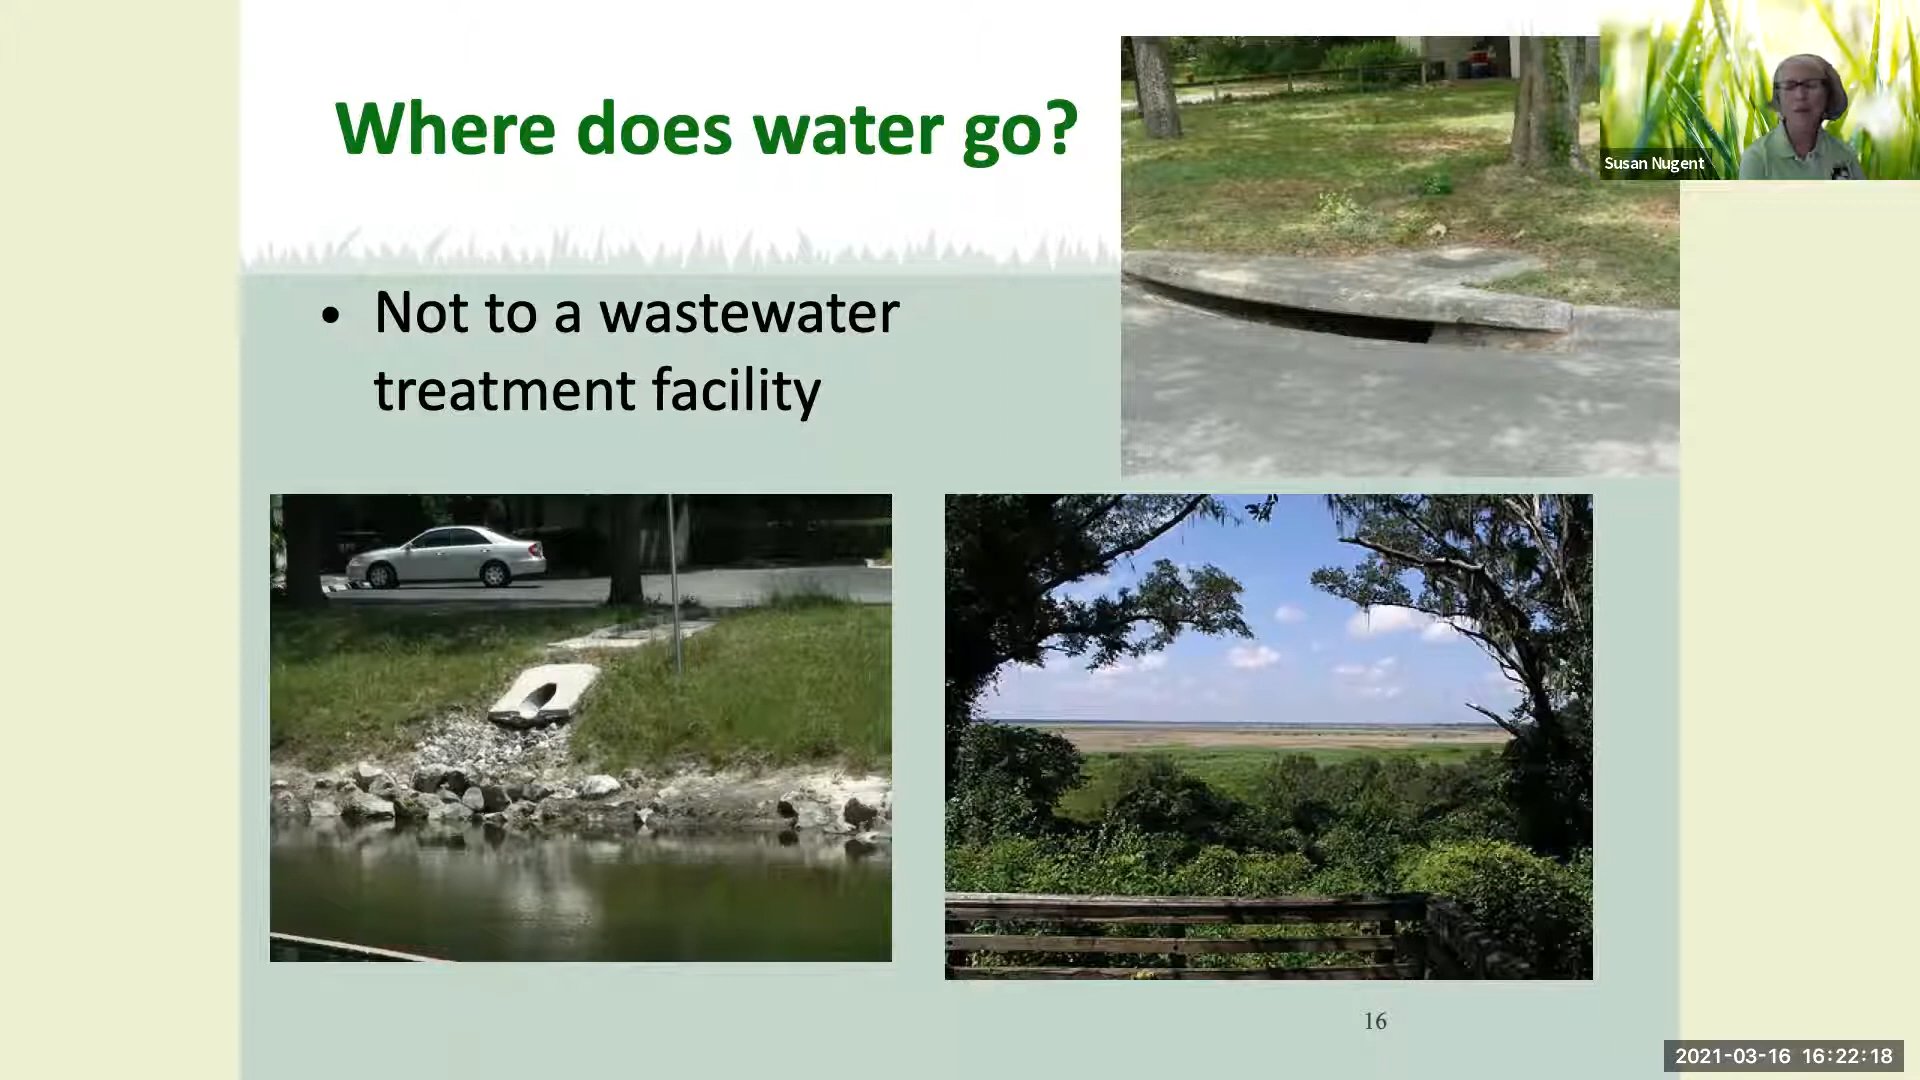 Where does water go?
Susan Nugent
• Not to a wastewater
treatment facility
16
2021-03-16 16:22:18